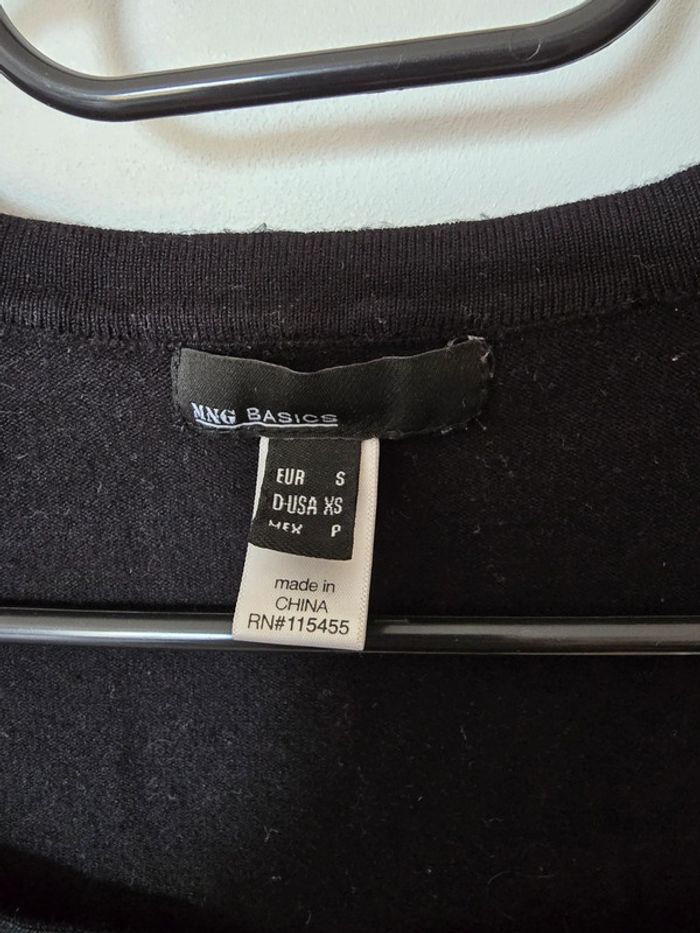 MNG BASICS
EUR S
D-USA XS
MEX P
made in
CHINA
RN#115455